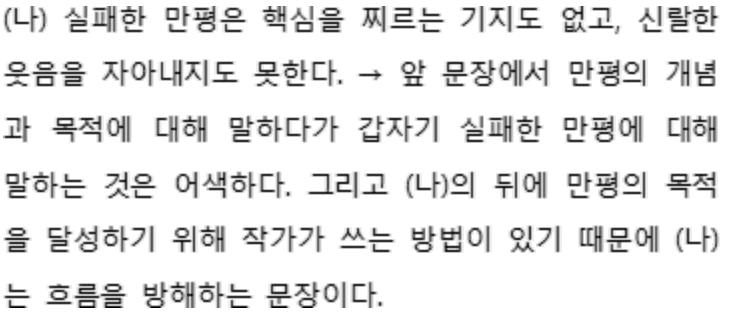 (나) 실패한 만평은 핵심을 찌르는 기지도 없고, 신랄한
웃음을 자아내지도 못한다. → 앞 문장에서 만평의 개념
과 목적에 대해 말하다가 갑자기 실패한 만평에 대해
말하는 것은 어색하다. 그리고 (나)의 뒤에 만평의 목적
을 달성하기 위해 작가가 쓰는 방법이 있기 때문에 (나)
는 흐름을 방해하는 문장이다.